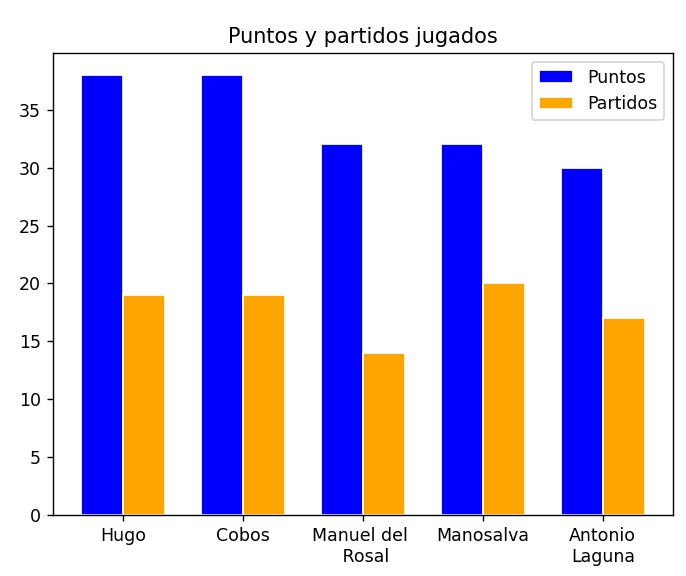 Puntos y partidos jugados
Puntos
Partidos
35
30
25
20
15
10
5
0
Hugo
Cobos
Manuel del
Rosal
Manosalva
Antonio
Laguna